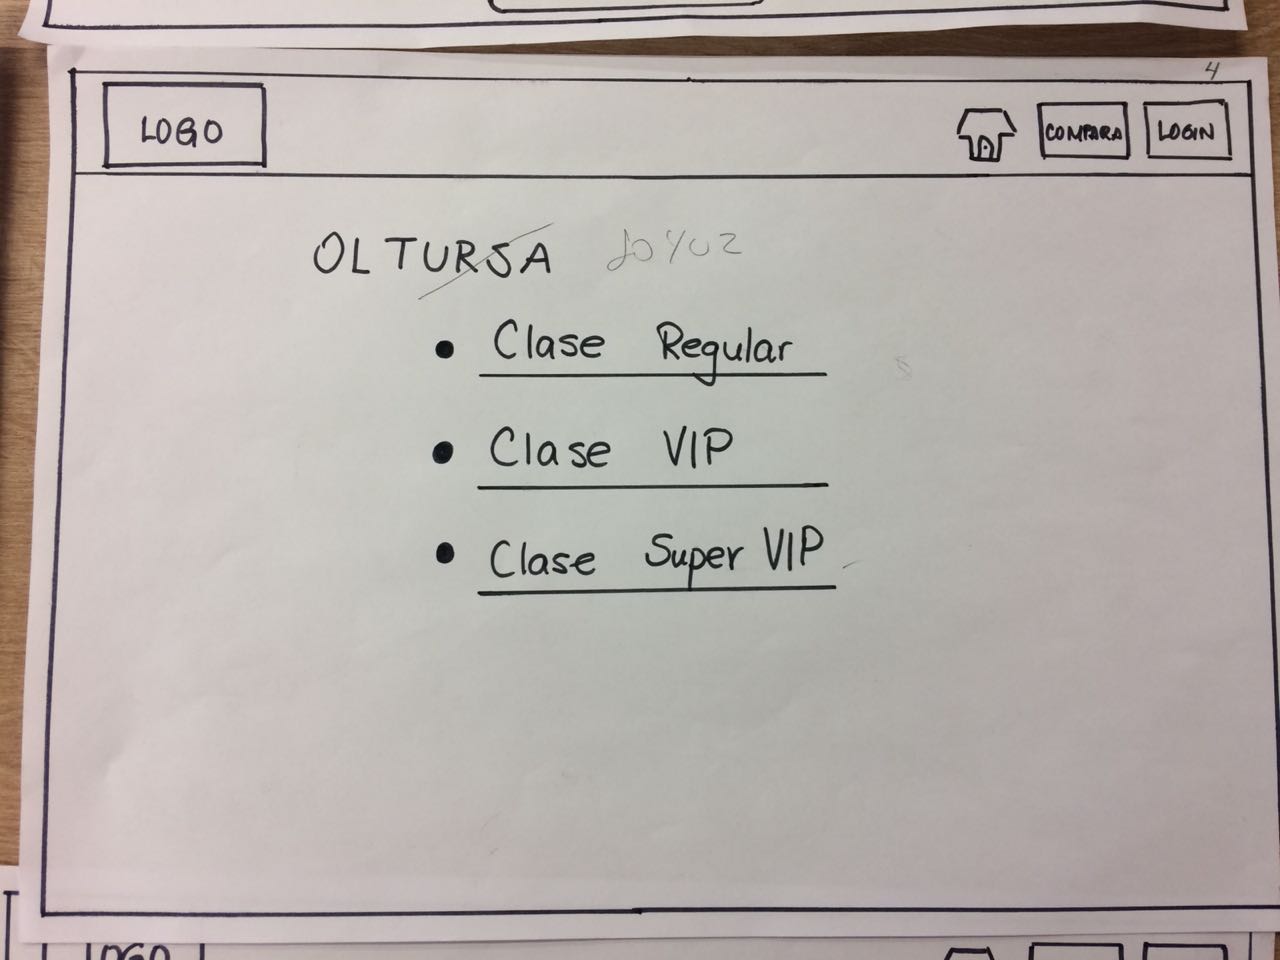 4
LOGO
COMPARA
LOGIN
OLTURSA
Clase Regular
Clase VIP
Clase Super VIP
LOGO